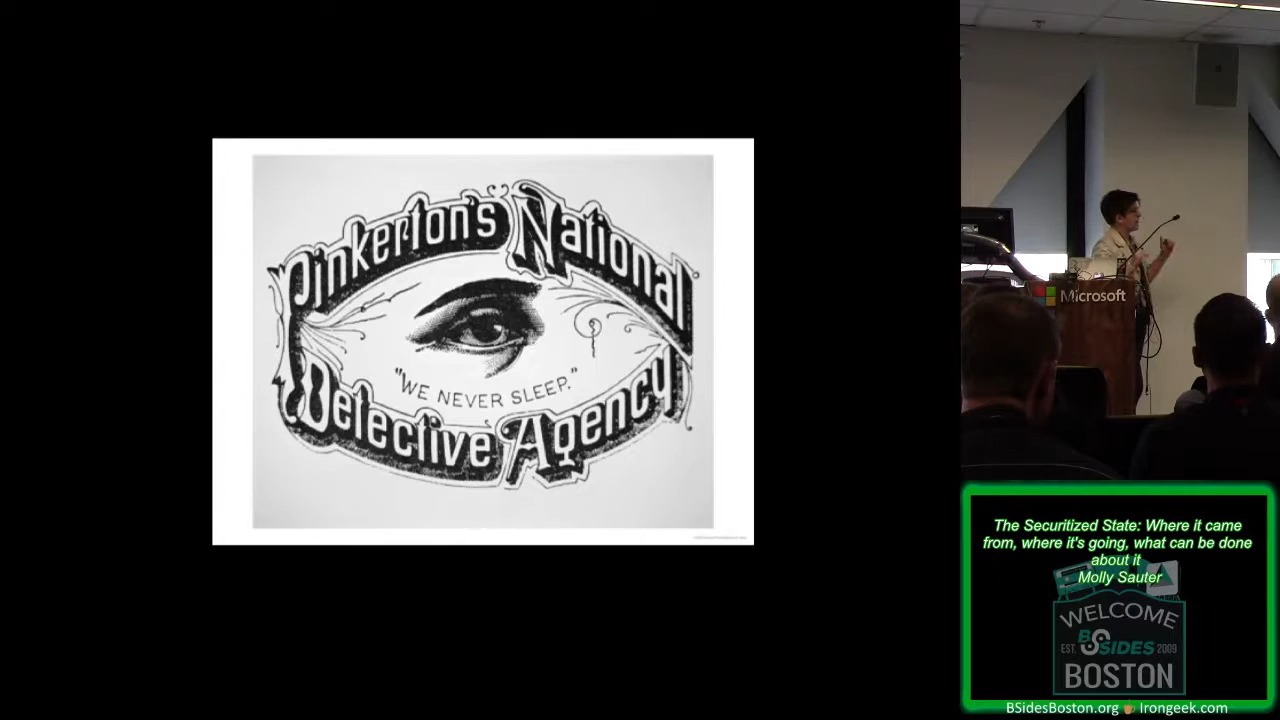 Pinkerton's National
"WE NEVER SLEEP."
Detective Agency
Microsoft
The Securitized State: Where it came
from, where it's going, what can be done
about it
Molly Sauter
WELCOME
EST. BSIDES 2009
BOSTON
BSidesBoston.org Irongeek.com